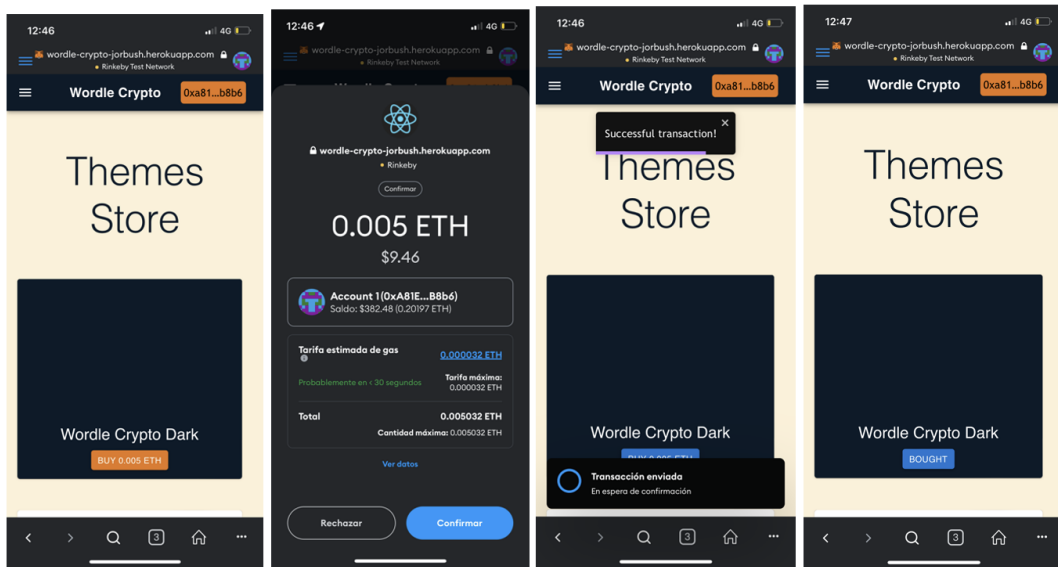 12:46
4G
wordle-crypto-jorbush.herokuapp.com
Rinkeby Test Network
Wordle Crypto
0xa81...b8b6
Themes
Store
Wordle Crypto Dark
BUY 0.005 ETH
3
12:46
4G
wordle-crypto-jorbush.herokuapp.com
Rinkeby Test Network
wordle-crypto-jorbush.herokuapp.com
Rinkeby
Confirmar
0.005 ETH
$9.46
Account 1 (0xA81E...B8b6)
Saldo: $382.48 (0.20197 ETH)
Tarifa estimada de gas
0.000032 ETH
Probablemente en < 30 segundos
Tarifa máxima:
0.000032 ETH
Total
0.005032 ETH
Cantidad máxima: 0.005032 ETH
Ver datos
Rechazar
Confirmar
12:46
4G
wordle-crypto-jorbush.herokuapp.com
Rinkeby Test Network
Wordle Crypto
0xa81...b8b6
Successful transaction!
Themes
Store
Wordle Crypto Dark
BUY 0.005 ETH
Transacción enviada
En espera de confirmación
3
12:47
4G
wordle-crypto-jorbush.herokuapp.com
Rinkeby Test Network
Wordle Crypto
0xa81...b8b6
Themes
Store
Wordle Crypto Dark
BOUGHT
3